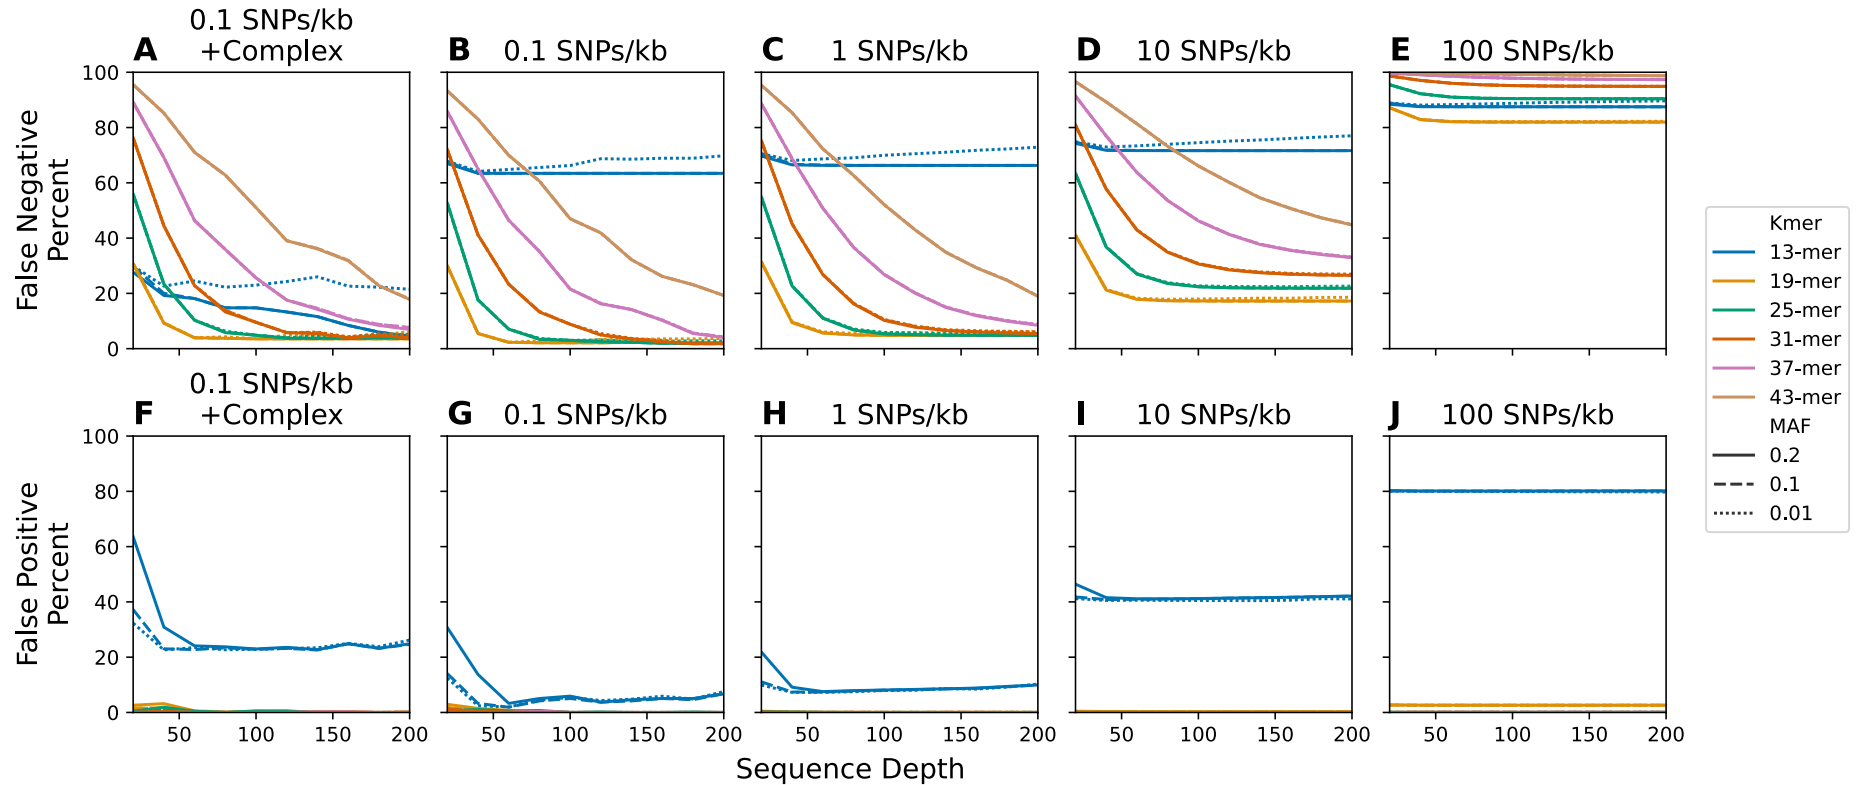 0.1 SNPs/kb
A +Complex
B 0.1 SNPs/kb
C 1 SNPs/kb
D 10 SNPs/kb
E 100 SNPs/kb
False Negative
Percent
100
80
60
40
20
0
50 100 150 200
50 100 150 200
50 100 150 200
50 100 150 200
50 100 150 200
0.1 SNPs/kb
F +Complex
G 0.1 SNPs/kb
H 1 SNPs/kb
I 10 SNPs/kb
J 100 SNPs/kb
False Positive
Percent
100
80
60
40
20
0
Sequence Depth
Kmer
13-mer
19-mer
25-mer
31-mer
37-mer
43-mer
MAF
0.2
0.1
0.01